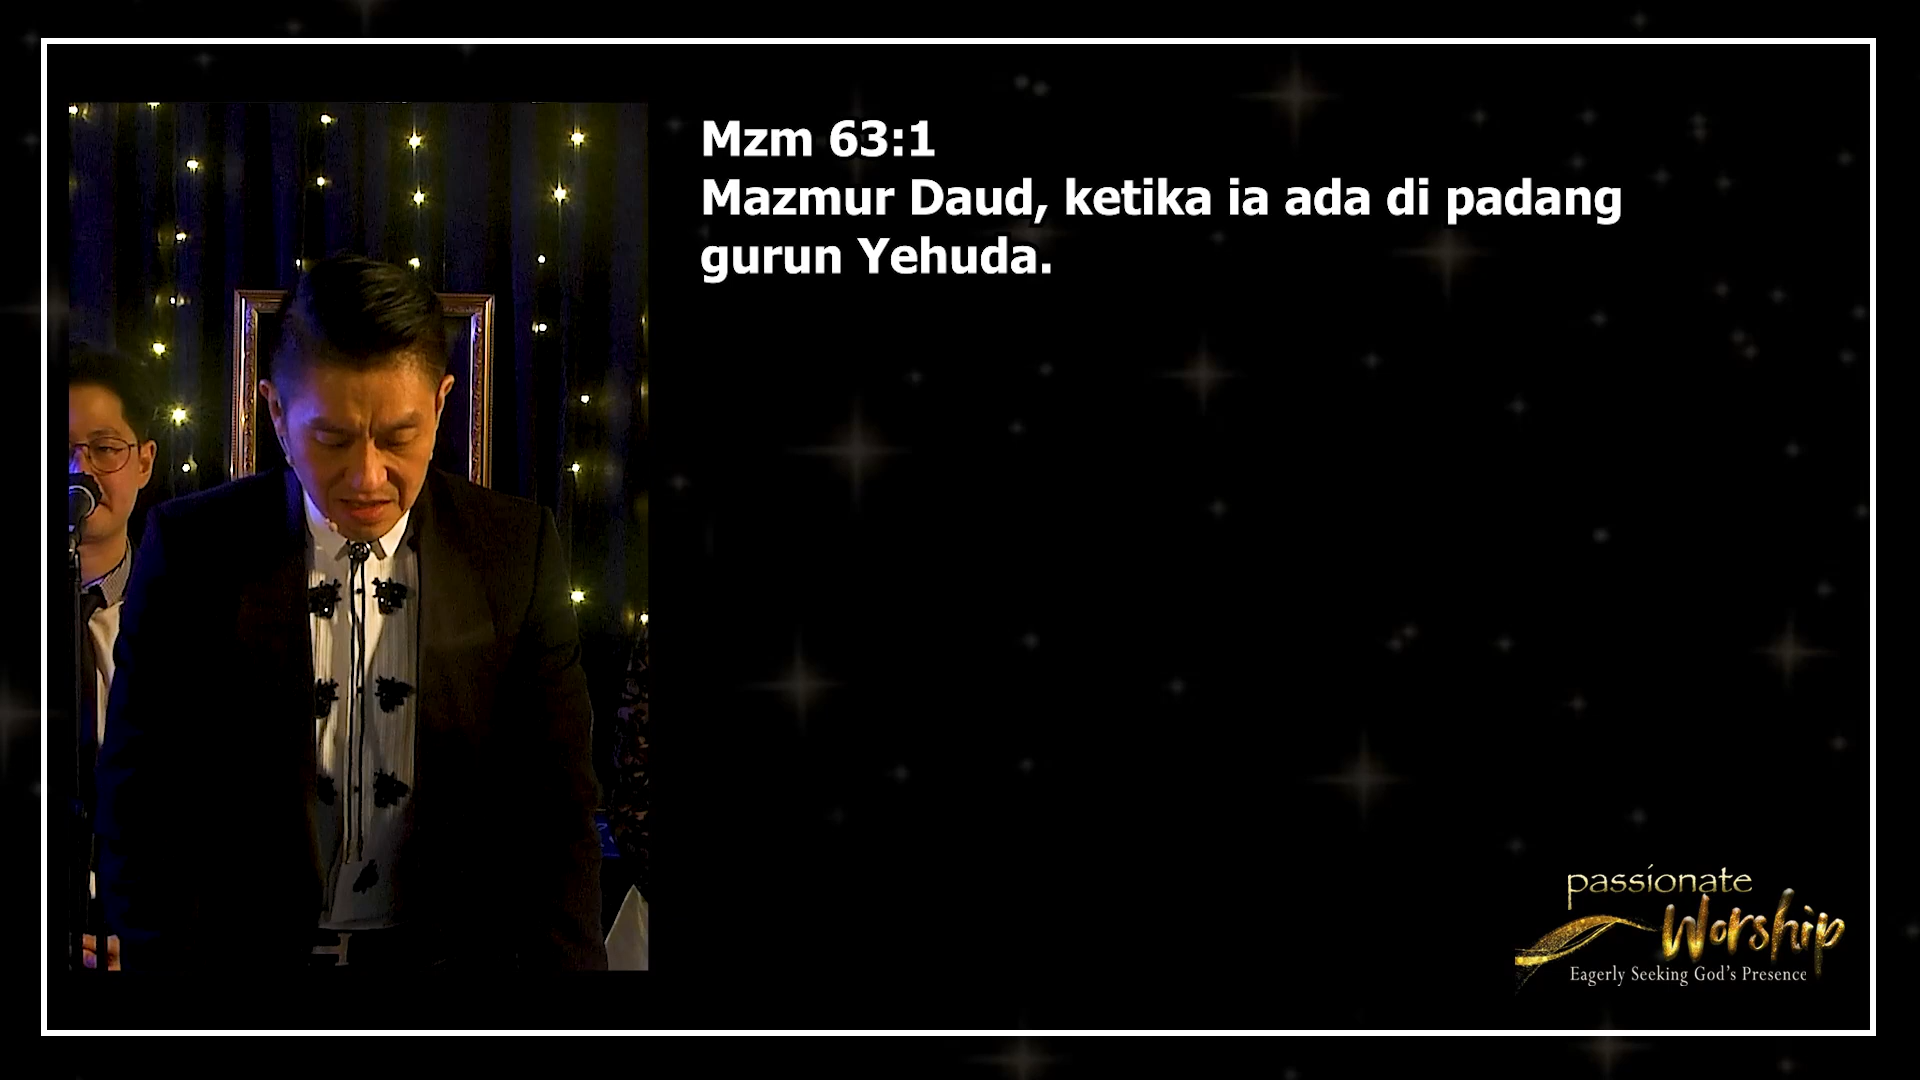 Mzm 63:1
Mazmur Daud, ketika ia ada di padang
gurun Yehuda.
passionate
Worship
Eagerly Seeking God's Presence